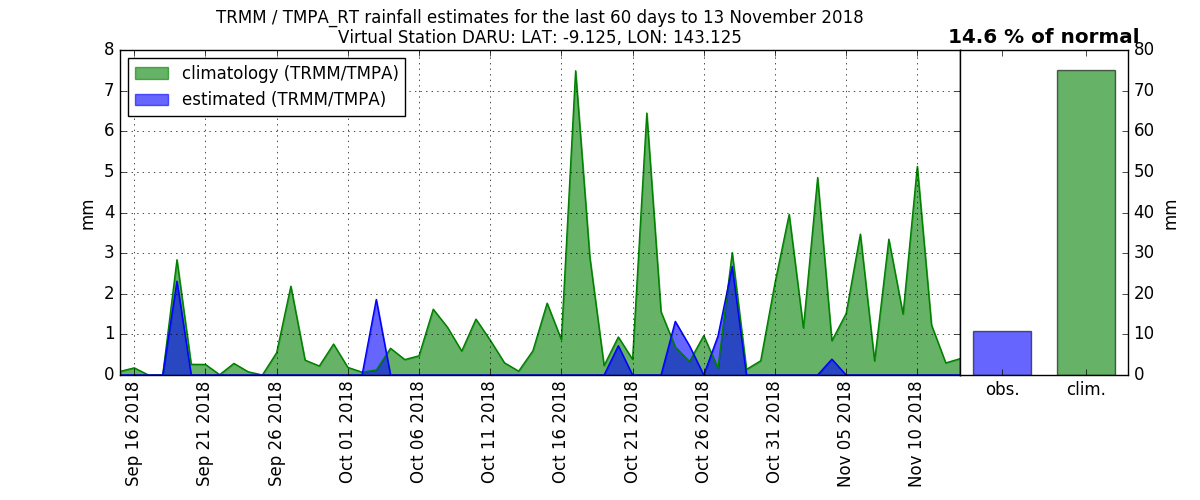 TRMM / TMPA_RT rainfall estimates for the last 60 days to 13 November 2018
Virtual Station DARU: LAT: -9.125, LON: 143.125
14.6 % of normal
climatology (TRMM/TMPA)
estimated (TRMM/TMPA)
mm
8
7
6
5
4
3
2
1
0
Sep 16 2018
Sep 21 2018
Sep 26 2018
Oct 01 2018
Oct 06 2018
Oct 11 2018
Oct 16 2018
Oct 21 2018
Oct 26 2018
Oct 31 2018
Nov 05 2018
Nov 10 2018
obs.
clim.
80
70
60
50
40
30
20
10
0
mm